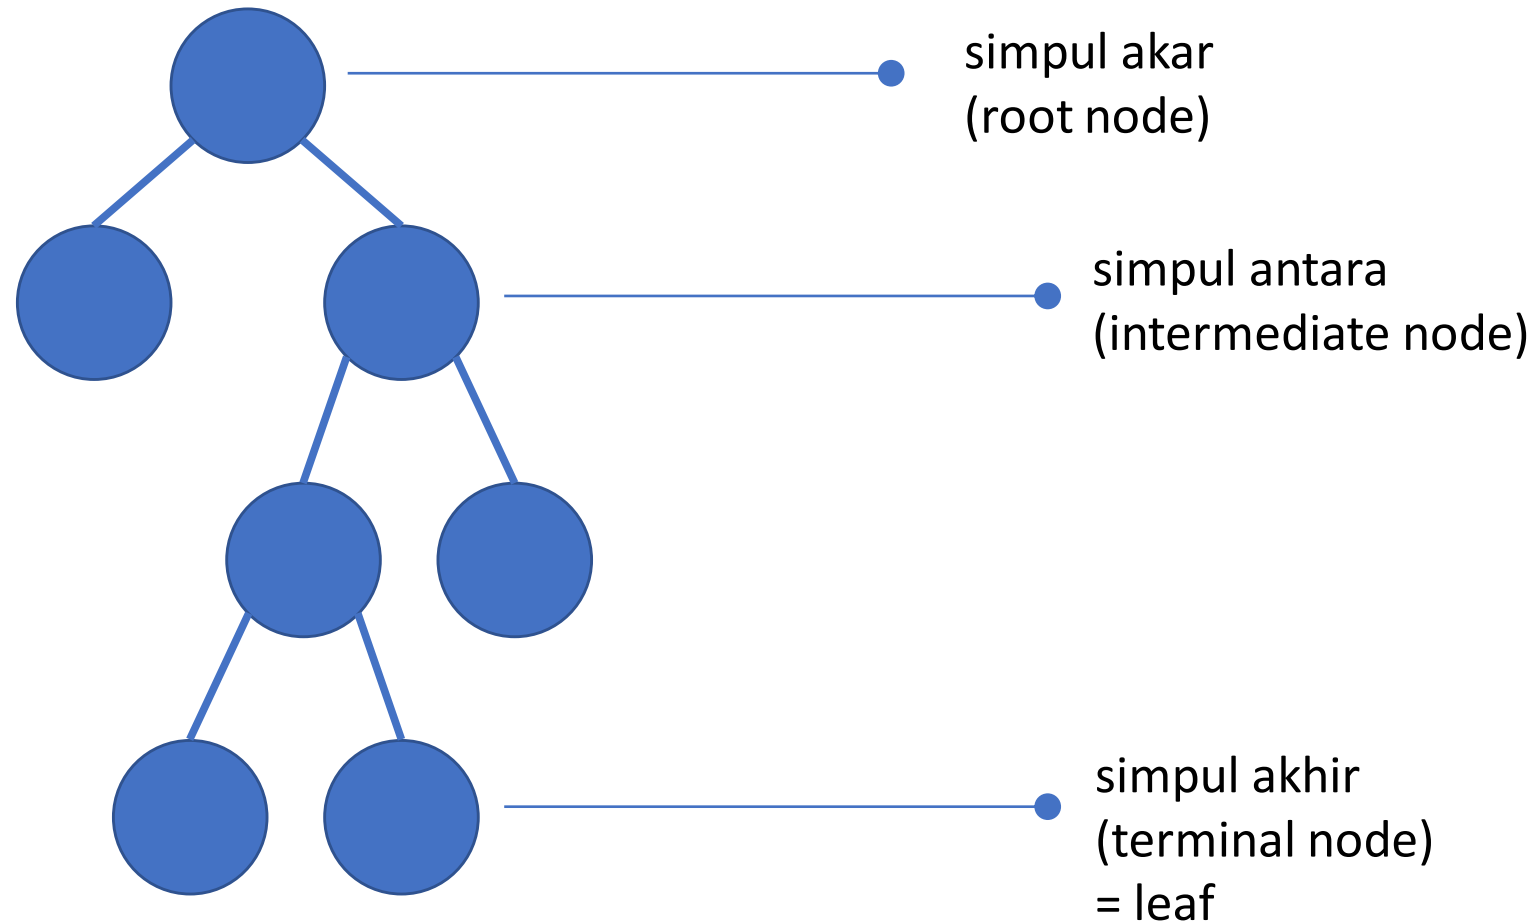 simpul akar
(root node)
simpul antara
(intermediate node)
simpul akhir
(terminal node)
= leaf